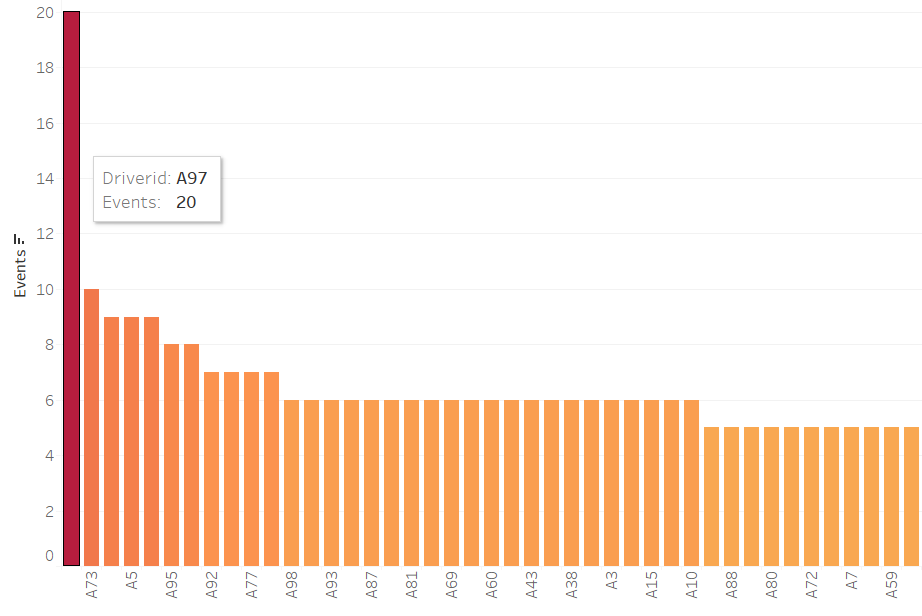 20
18
16
14
12
10
8
6
4
2
0
Events
Driverid: A97
Events: 20
A73
A5
A95
A92
A77
A98
A93
A87
A81
A69
A60
A43
A38
A3
A15
A10
A88
A80
A72
A7
A59